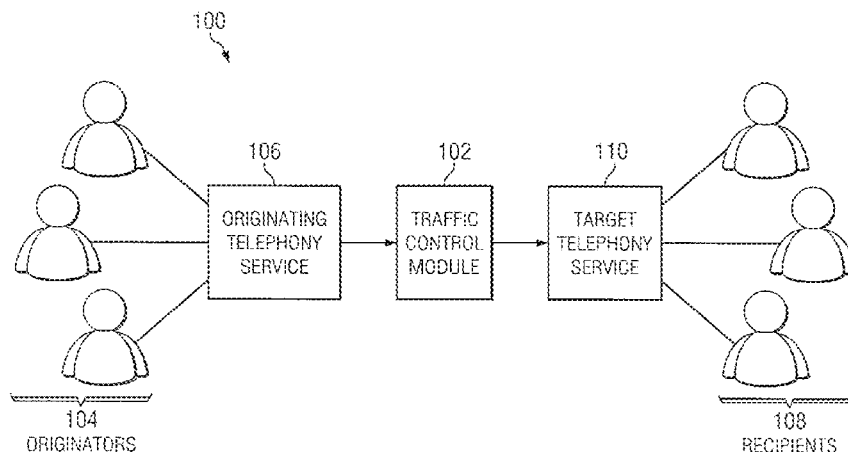 100
106
102
110
ORIGINATING
TELEPHONY
SERVICE
TRAFFIC
CONTROL
MODULE
TARGET
TELEPHONY
SERVICE
104
ORIGINATORS
108
RECIPIENTS